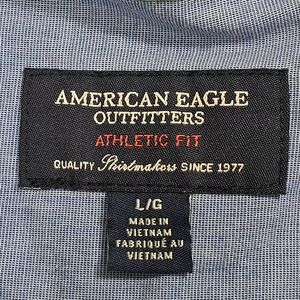 AMERICAN EAGLE
OUTFITTERS
ATHLETIC FIT
QUALITY Shirtmakers SINCE 1977
L/G
MADE IN
VIETNAM
FABRIQUÉ AU
VIETNAM